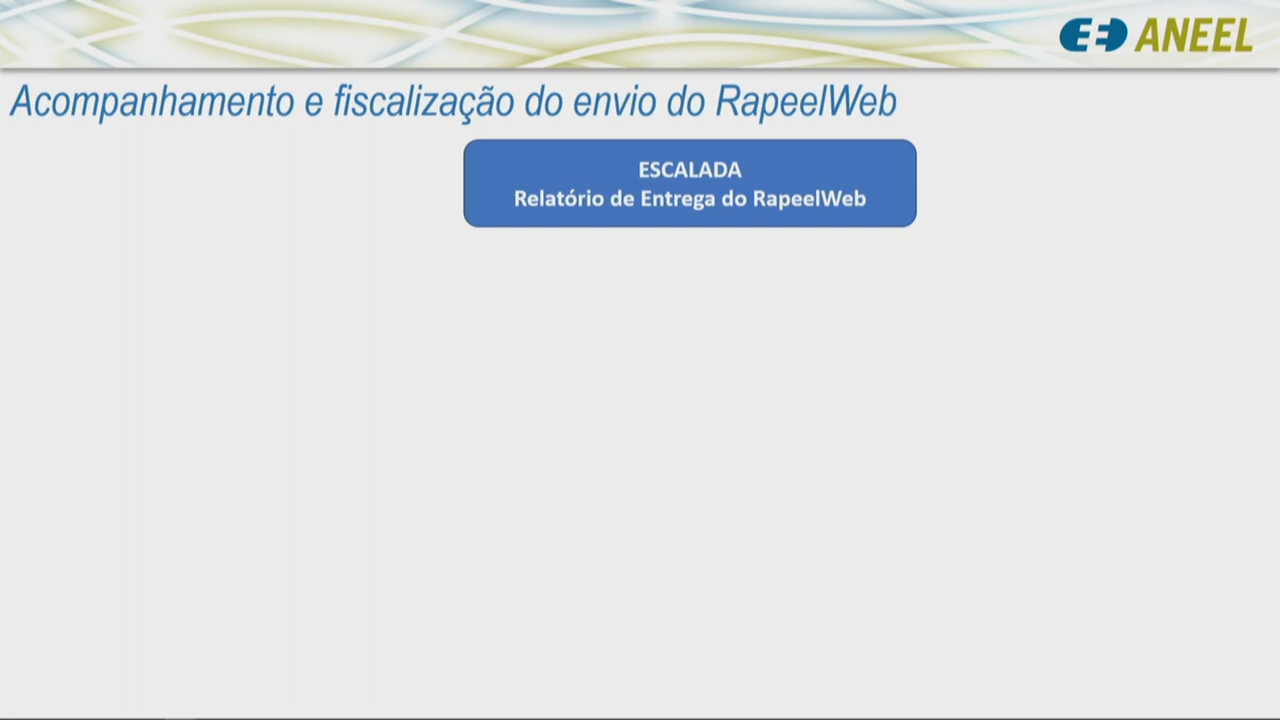 ANEEL
Acompanhamento e fiscalização do envio do RapeelWeb
ESCALADA
Relatório de Entrega do RapeelWeb